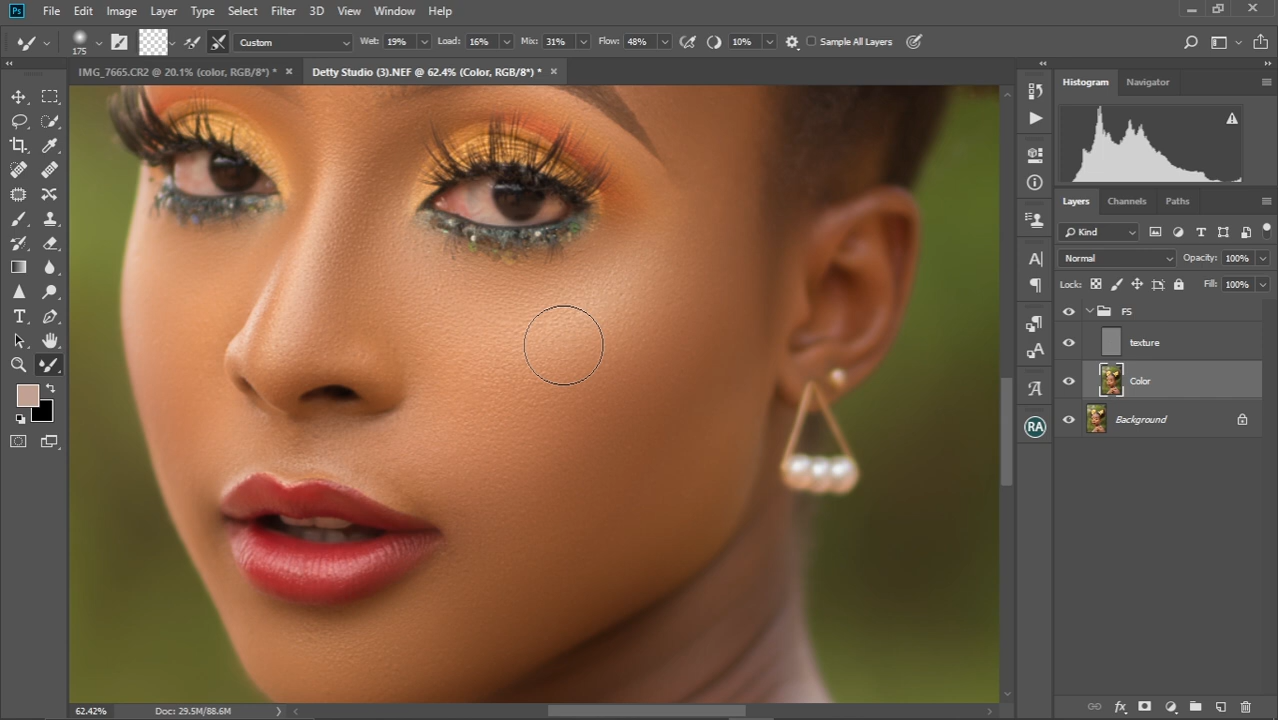 Ps File Edit Image Layer Type Select Filter 3D View Window Help
175 Custom Wet: 19% Load: 16% Mix: 31% Flow: 48% 10% Sample All Layers
IMG_7665.CR2 @ 20.1% (color, RGB/8*) * Detty Studio (3).NEF @ 62.4% (Color, RGB/8*) *
Histogram Navigator
Layers Channels Paths
Kind
Normal Opacity: 100%
Lock: Fill: 100%
FS
texture
Color
Background
RA
62.42% Doc: 29.5M/88.6M